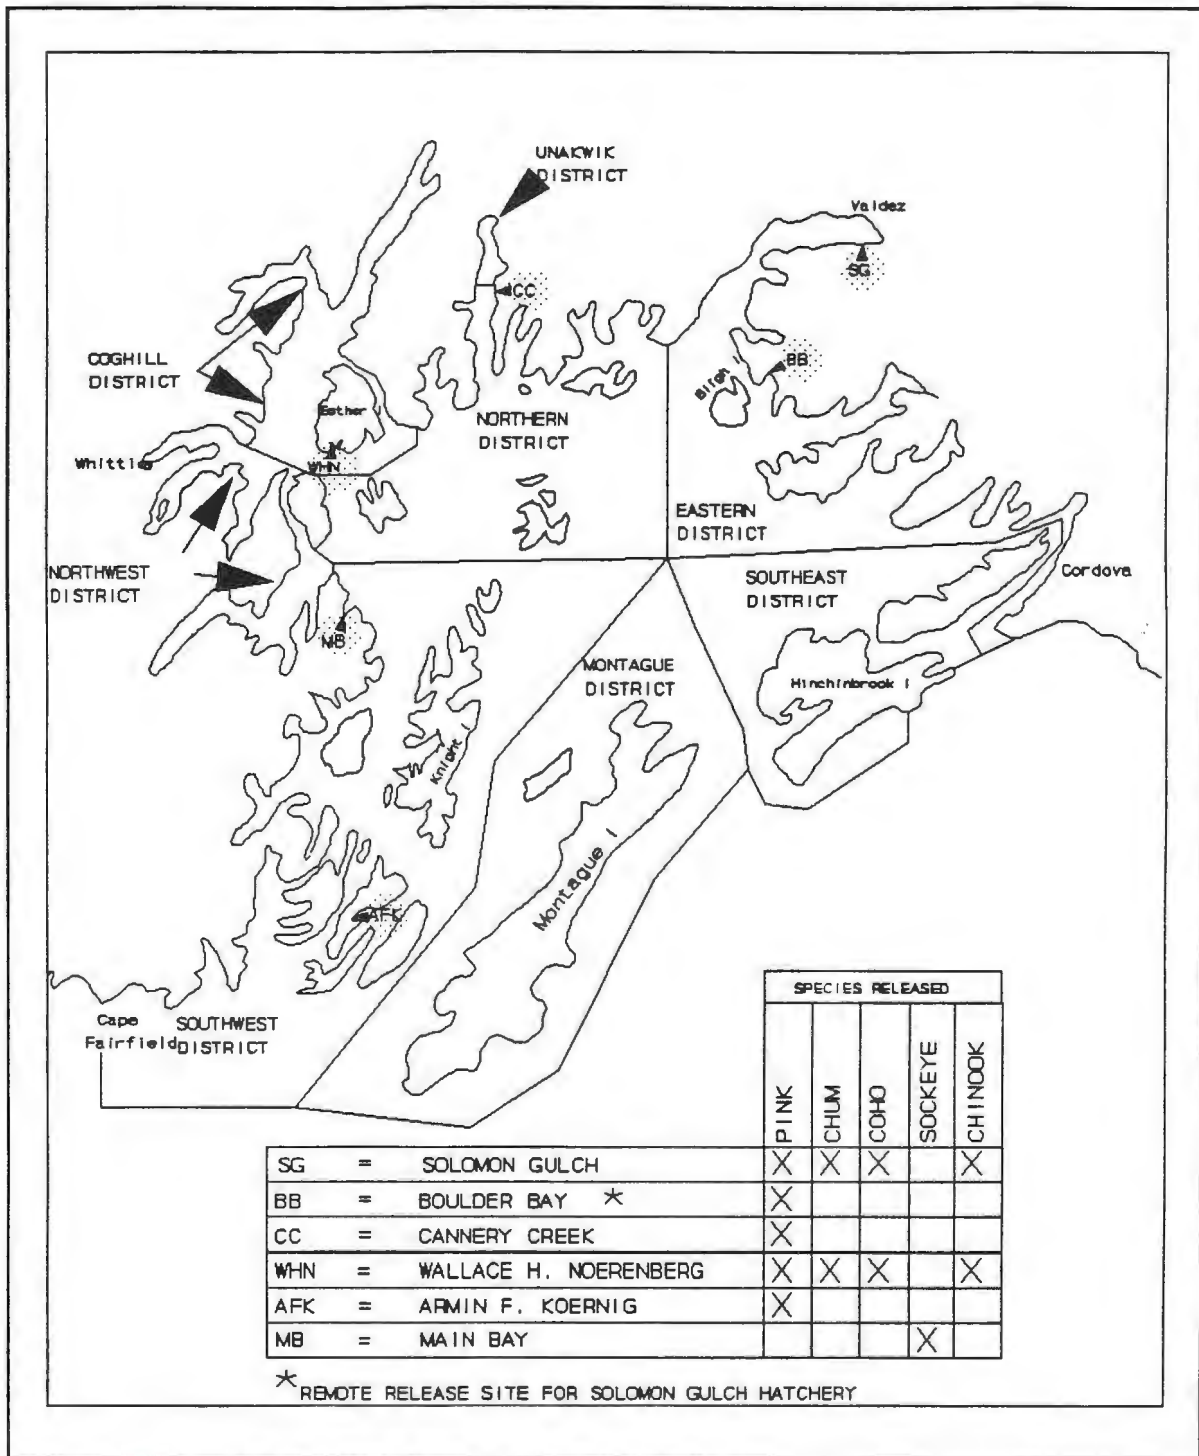 UNAKWIK
DISTRICT
Valdez
SG
CC
COGHILL
DISTRICT
BB
Bligh I
Esther I
NORTHERN
DISTRICT
Whittier
WHN
EASTERN
DISTRICT
NORTHWEST
DISTRICT
SOUTHEAST
DISTRICT
Cordova
MB
MONTAGUE
DISTRICT
Hinchinbrook I
Knight I
Montague I
AFK
Cape
Fairfield
SOUTHWEST
DISTRICT
SPECIES RELEASED
PINK CHUM COHO SOCKEYE CHINOOK
SG = SOLOMON GULCH X X X X
BB = BOULDER BAY * X
CC = CANNERY CREEK X
WHN = WALLACE H. NOERENBERG X X X X
AFK = ARMIN F. KOERNIG X
MB = MAIN BAY X
*REMOTE RELEASE SITE FOR SOLOMON GULCH HATCHERY